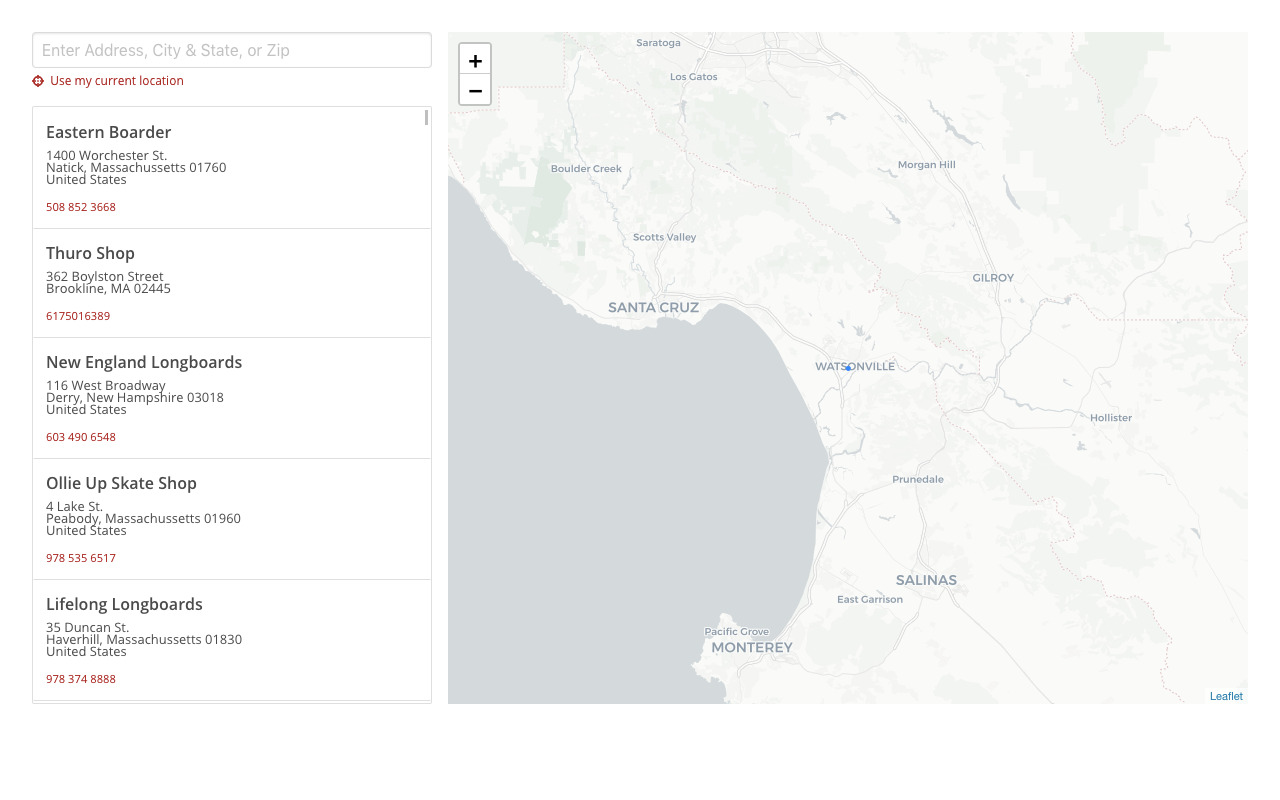 Enter Address, City & State, or Zip
Use my current location
Eastern Boarder
1400 Worchester St.
Natick, Massachusetts 01760
United States
508 852 3668
Thuro Shop
362 Boylston Street
Brookline, MA 02445
6175016389
New England Longboards
116 West Broadway
Derry, New Hampshire 03018
United States
603 490 6548
Ollie Up Skate Shop
4 Lake St.
Peabody, Massachussetts 01960
United States
978 535 6517
Lifelong Longboards
35 Duncan St.
Haverhill, Massachusetts 01830
United States
978 374 8888
+
−
Saratoga
Los Gatos
Boulder Creek
Morgan Hill
Scotts Valley
GILROY
SANTA CRUZ
WATSONVILLE
Hollister
Prunedale
SALINAS
East Garrison
Pacific Grove
MONTEREY
Leaflet